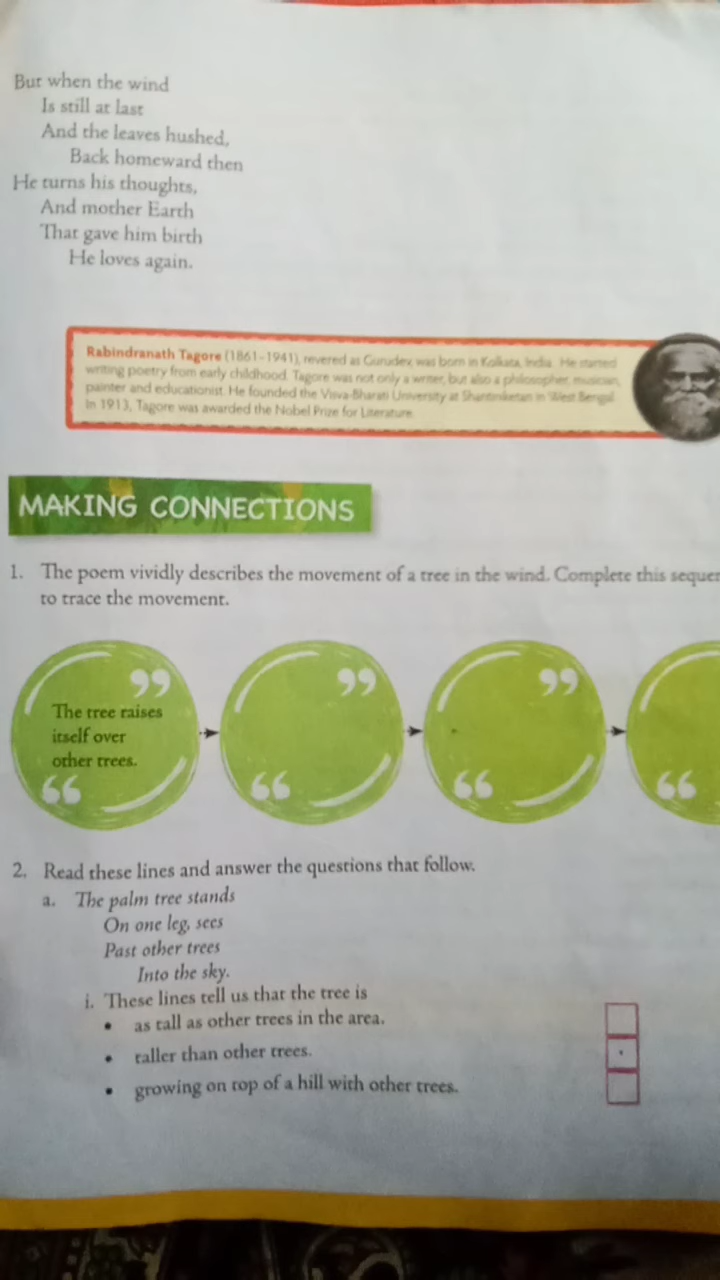 But when the wind
Is still at last
And the leaves hushed,
Back homeward then
He turns his thoughts,
And mother Earth
That gave him birth
He loves again.
Rabindranath Tagore (1861–1941), revered as Gurudev, was born in Kolkata, India. He started
writing poetry from early childhood. Tagore was not only a writer, but also a philosopher, musician,
painter and educationist. He founded the Visva-Bharati University at Shantiniketan in West Bengal.
In 1913, Tagore was awarded the Nobel Prize for Literature.
MAKING CONNECTIONS
1. The poem vividly describes the movement of a tree in the wind. Complete this
to trace the movement.
The tree raises
itself over
other trees.
2. Read these lines and answer the questions that follow.
a. The palm tree stands
On one leg, sees
Past other trees
Into the sky.
i. These lines tell us that the tree is
• as tall as other trees in the area.
• taller than other trees.
• growing on top of a hill with other trees.